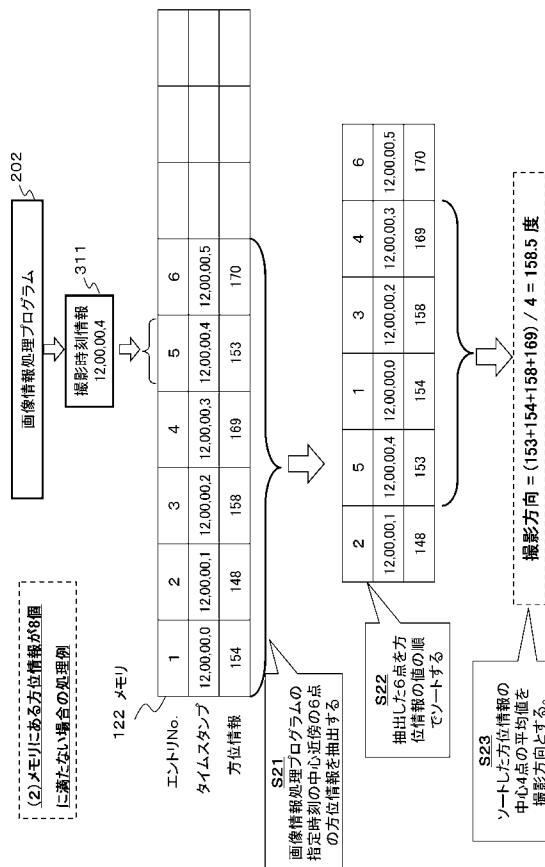 (2)メモリにある方位情報が8個
に満たない場合の処理例
画像情報処理プログラム
202
撮影時刻情報
12,00,00,4
311
122 メモリ
エントリNo. 1 2 3 4 5 6
タイムスタンプ 12,00,00,0 12,00,00,1 12,00,00,2 12,00,00,3 12,00,00,4 12,00,00,5
方位情報 154 148 158 169 153 170
S21
画像情報処理プログラムの
指定時刻の中心近傍の6点
の方位情報を抽出する
2 5 1 3 4 6
12,00,00,1 12,00,00,4 12,00,00,0 12,00,00,2 12,00,00,3 12,00,00,5
148 153 154 158 169 170
S22
抽出した6点を方
位情報の値の順
でソートする
S23
ソートした方位情報の
中心4点の平均値を
撮影方向とする。
撮影方向 = (153+154+158+169) / 4 = 158.5 度